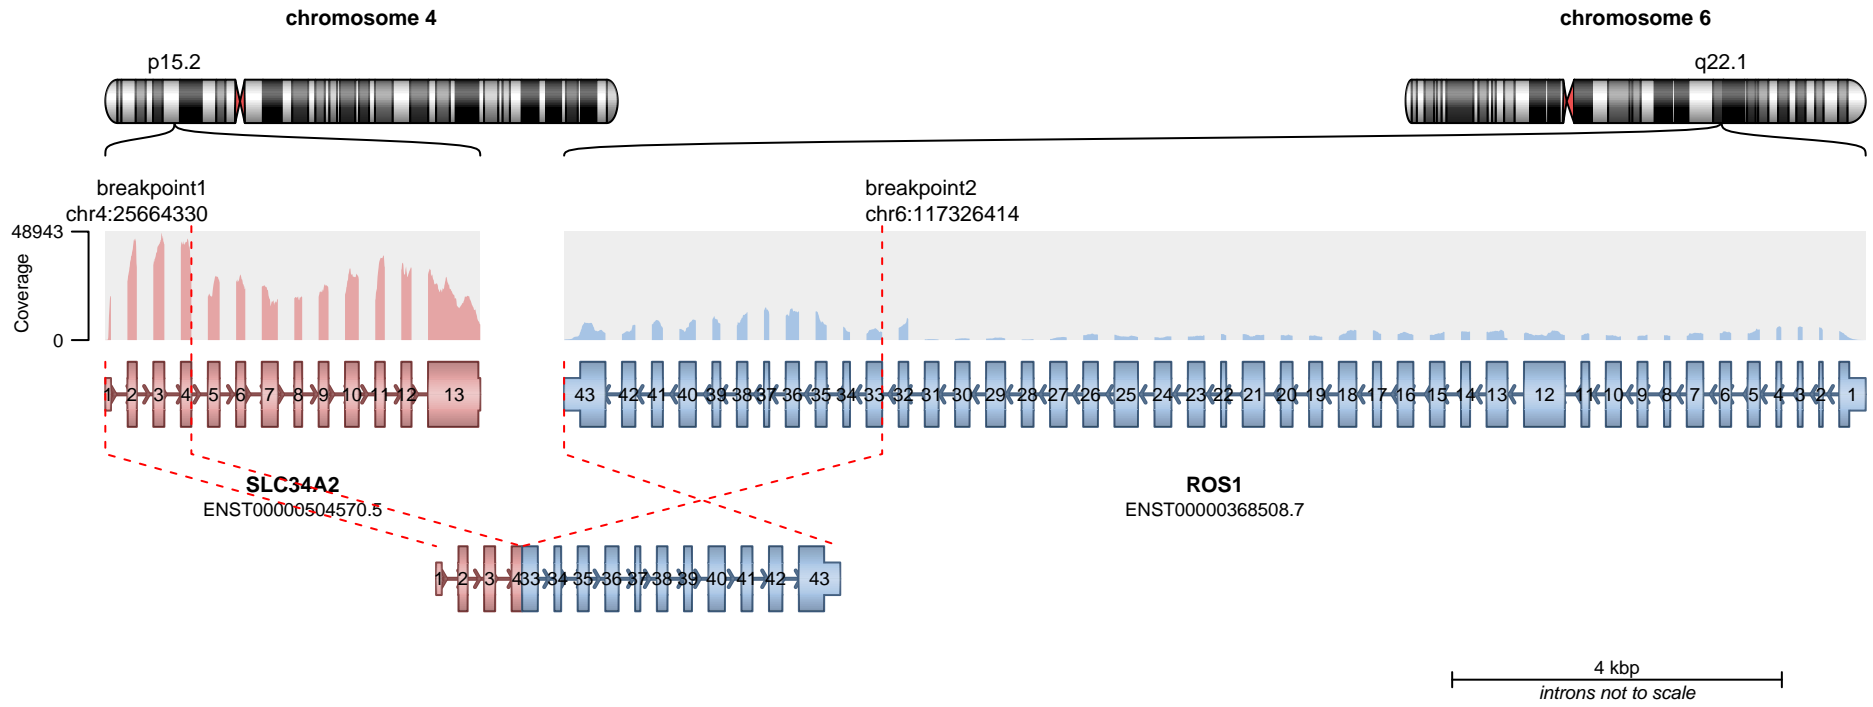 chromosome 4
chromosome 6
p15.2
q22.1
breakpoint1
chr4:25664330
breakpoint2
chr6:117326414
48943
Coverage
0
1 2 3 4 5 6 7 8 9 10 11 12 13
43 42 41 40 39 38 37 36 35 34 33 32 31 30 29 28 27 26 25 24 23 22 21 20 19 18 17 16 15 14 13 12 11 10 9 8 7 6 5 4 3 2 1
SLC34A2
ENST00000504570.5
ROS1
ENST00000368508.7
1 2 3 4 33 34 35 36 37 38 39 40 41 42 43
4 kbp
introns not to scale